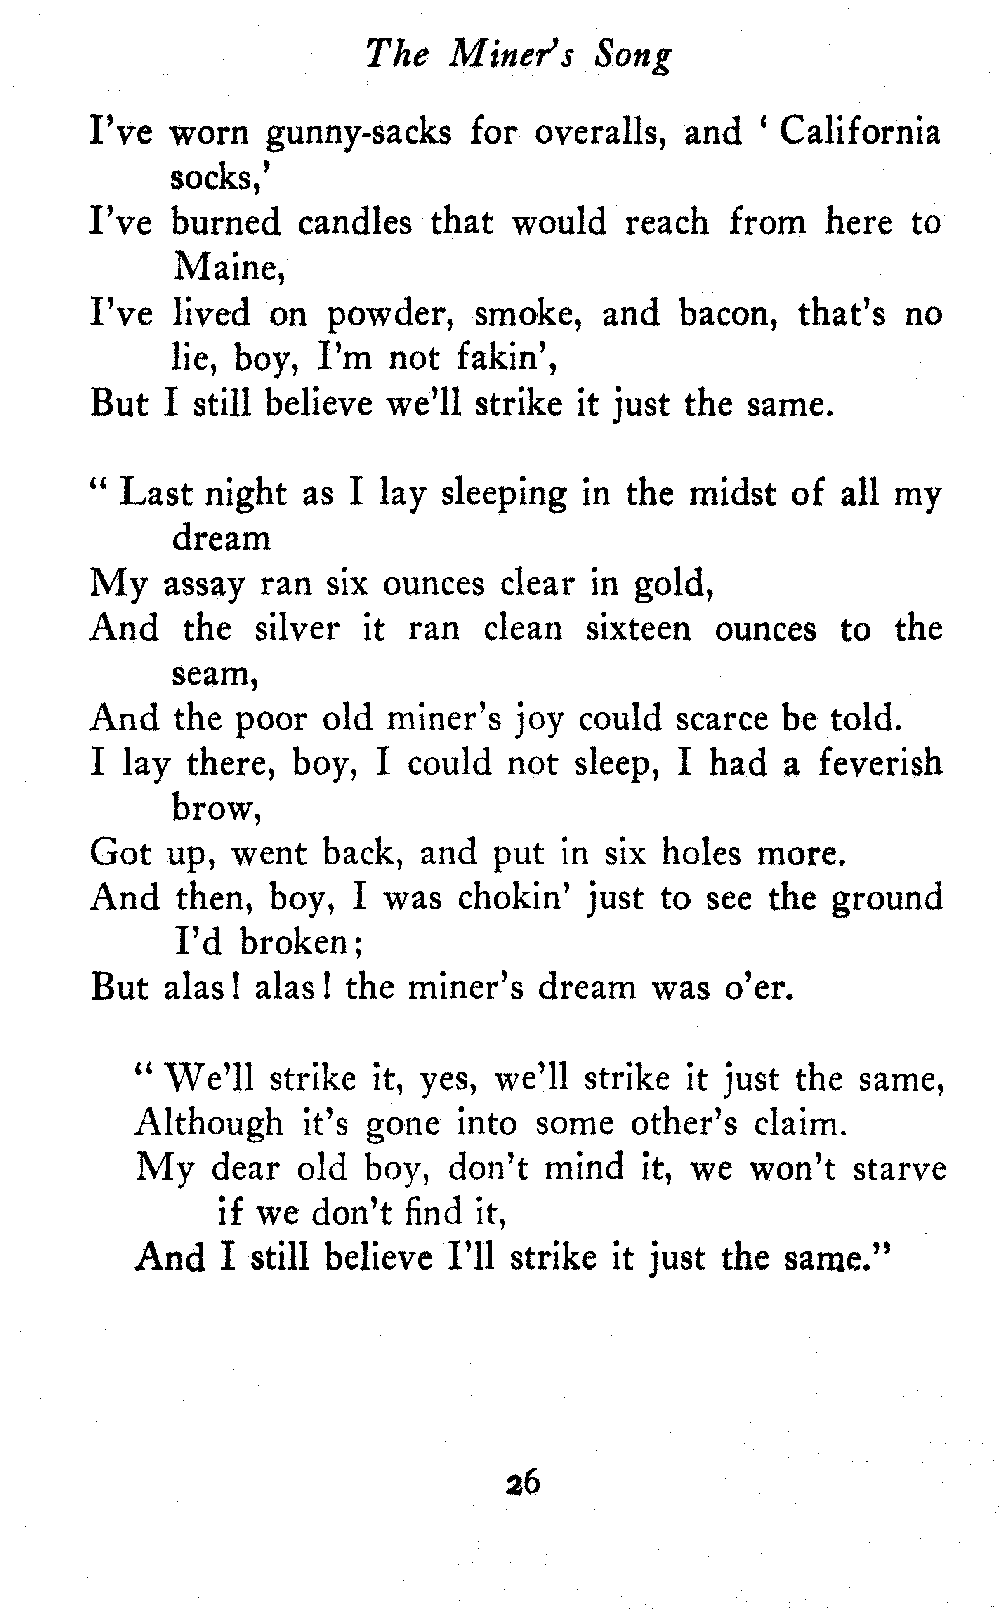 The Miner's Song
I've worn gunny-sacks for overalls, and ' California
socks,'
I've burned candles that would reach from here to
Maine,
I've lived on powder, smoke, and bacon, that's no
lie, boy, I'm not fakin',
But I still believe we'll strike it just the same.
" Last night as I lay sleeping in the midst of all my
dream
My assay ran six ounces clear in gold,
And the silver it ran clean sixteen ounces to the
seam,
And the poor old miner's joy could scarce be told.
I lay there, boy, I could not sleep, I had a feverish
brow,
Got up, went back, and put in six holes more.
And then, boy, I was chokin' just to see the ground
I'd broken;
But alas! alas! the miner's dream was o'er.
" We'll strike it, yes, we'll strike it just the same,
Although it's gone into some other's claim.
My dear old boy, don't mind it, we won't starve
if we don't find it,
And I still believe I'll strike it just the same."
26